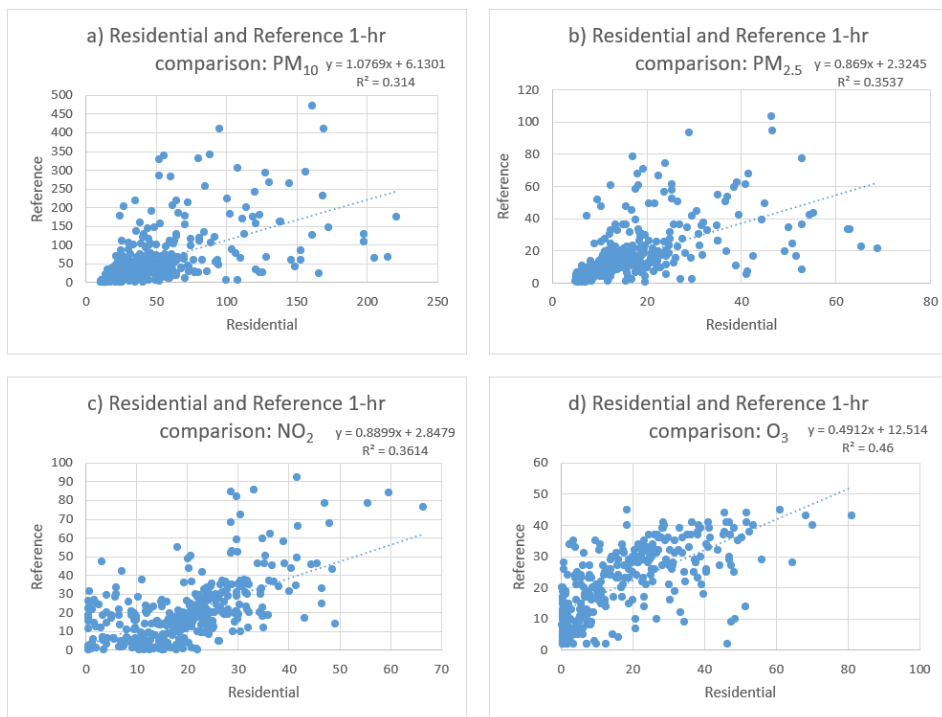 a) Residential and Reference 1-hr
comparison: PM₁₀ y = 1.0769x + 6.1301
R² = 0.314
500
450
400
350
300
250
200
150
100
50
0
0 50 100 150 200 250
Reference
Residential
b) Residential and Reference 1-hr
comparison: PM₂.₅ y = 0.869x + 2.3245
R² = 0.3537
120
100
80
60
40
20
0
0 20 40 60 80
Reference
Residential
c) Residential and Reference 1-hr
comparison: NO₂ y = 0.8899x + 2.8479
R² = 0.3614
100
90
80
70
60
50
40
30
20
10
0
0 10 20 30 40 50 60 70
Reference
Residential
d) Residential and Reference 1-hr
comparison: O₃ y = 0.4912x + 12.514
R² = 0.46
60
50
40
30
20
10
0
0 20 40 60 80 100
Reference
Residential